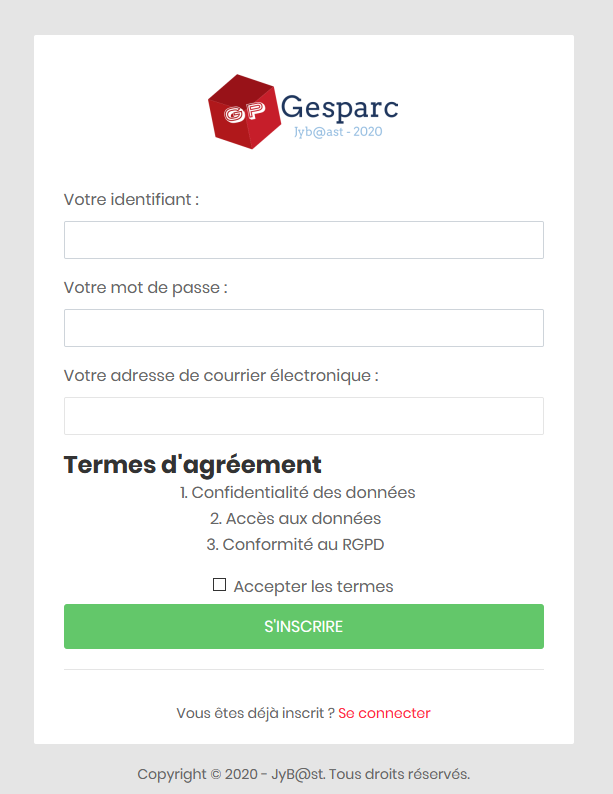 GP
Gesparc
Jyb@ast - 2020
Votre identifiant :
Votre mot de passe :
Votre adresse de courrier électronique :
Termes d'agréement
1. Confidentialité des données
2. Accès aux données
3. Conformité au RGPD
Accepter les termes
S'INSCRIRE
Vous êtes déjà inscrit ? Se connecter
Copyright © 2020 - JyB@st. Tous droits réservés.